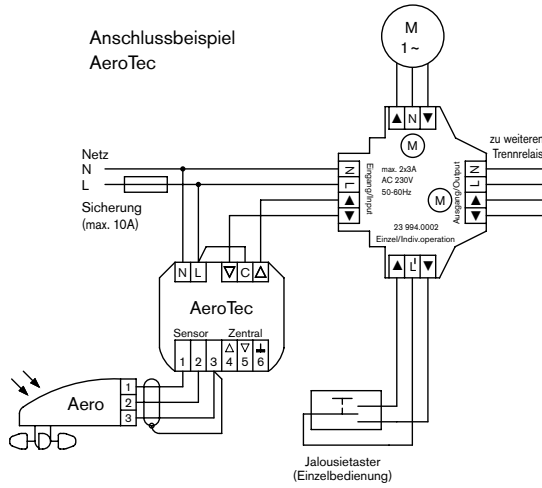 Anschlussbeispiel
AeroTec
M
1~
▲ N ▼
M
zu weiteren
Trennrelais
Netz
N
L
Sicherung
(max. 10A)
N
L
▲
▼
Eingang/Input
max. 2x3A
AC 230V
50-60Hz
M
Ausgang/Output
N
L
▲
▼
23 994.0002
Einzel/Indiv.operation
▲ L' ▼
N L ▽ C △
AeroTec
Sensor Zentral
△ ▽ ⏚
1 2 3 4 5 6
Aero
1
2
3
Jalousietaster
(Einzelbedienung)